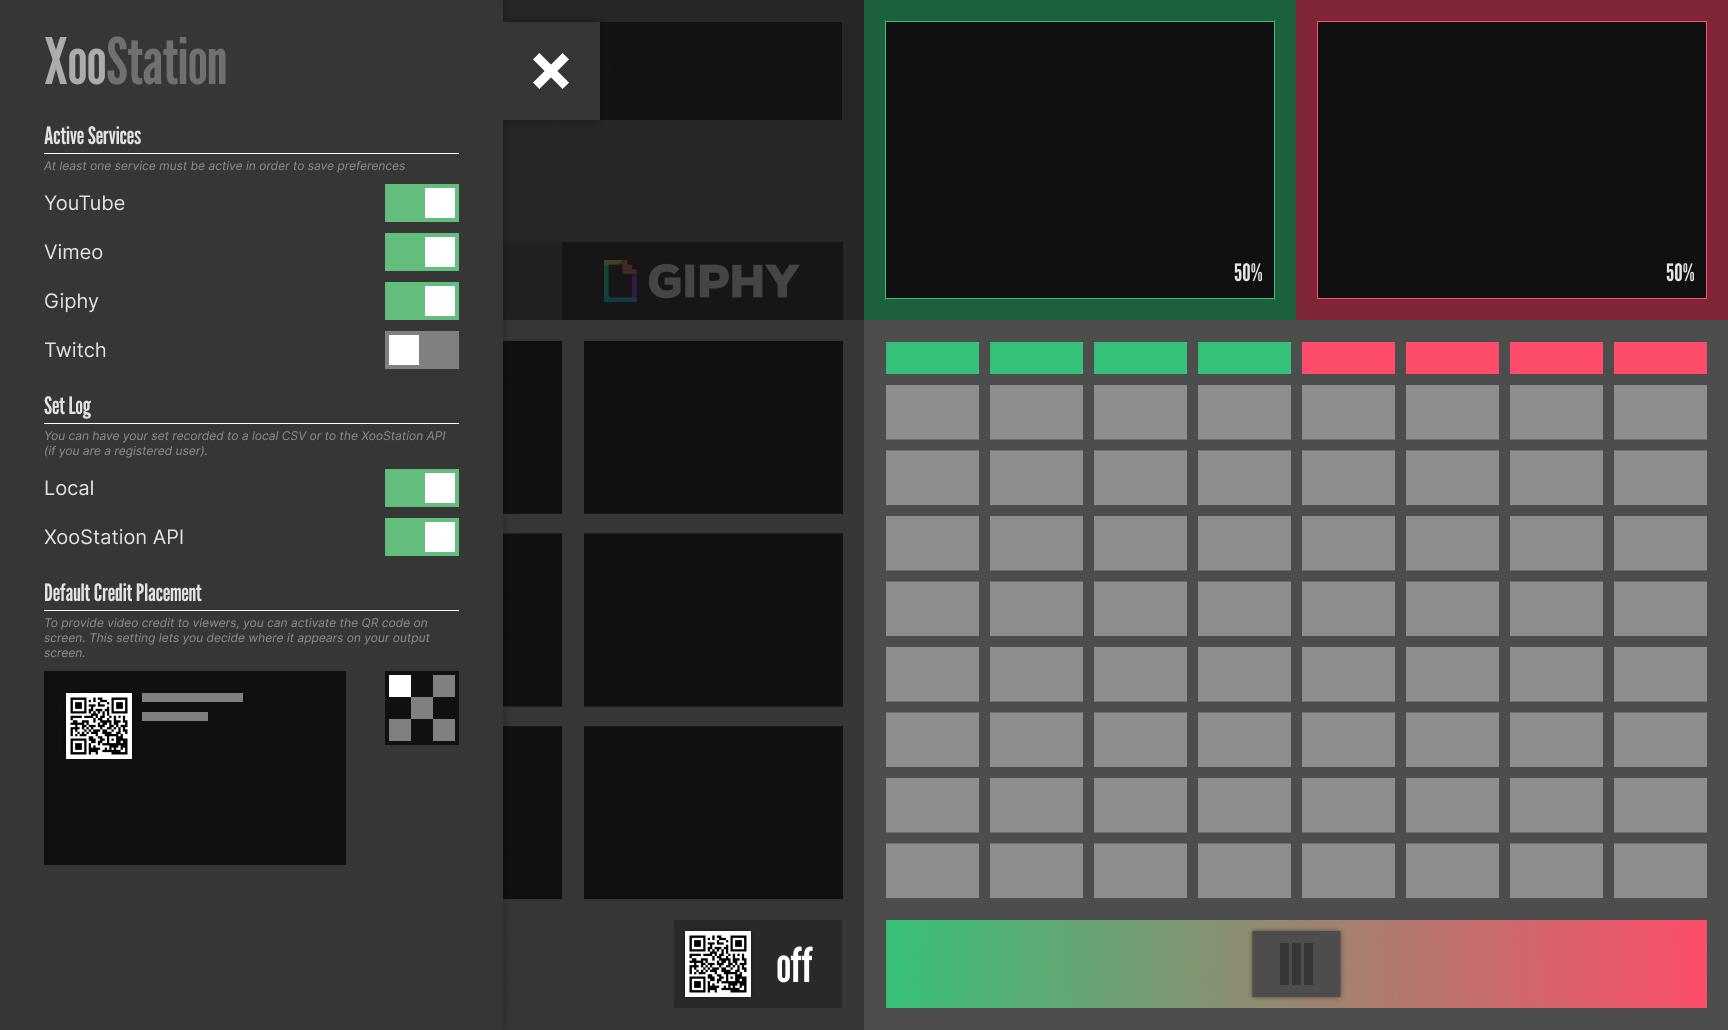 XooStation
Active Services
At least one service must be active in order to save preferences
YouTube
Vimeo
Giphy
Twitch
Set Log
You can have your set recorded to a local CSV or to the XooStation API
(if you are a registered user).
Local
XooStation API
Default Credit Placement
To provide video credit to viewers, you can activate the QR code on
screen. This setting lets you decide where it appears on your output
screen.
GIPHY
off
50%
50%